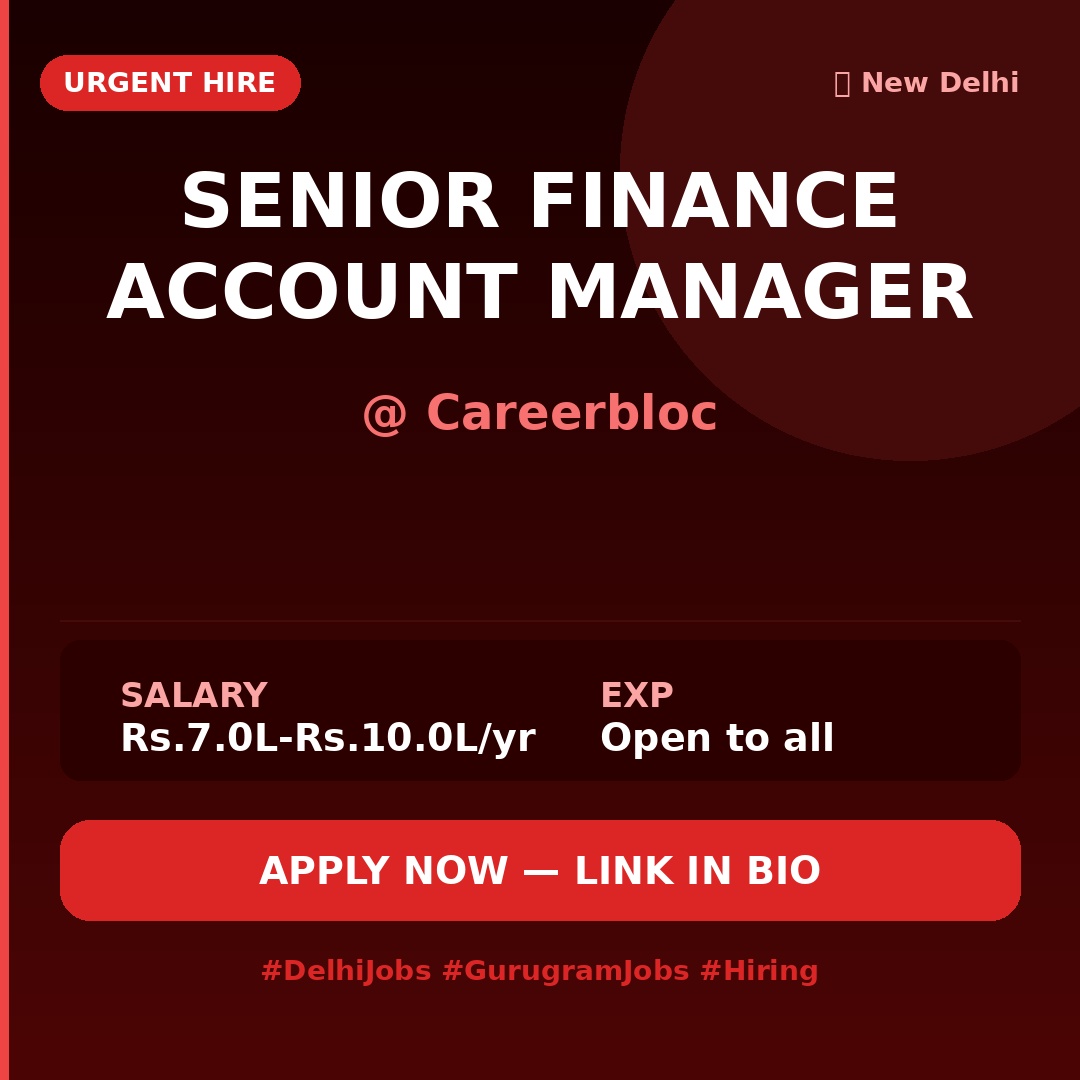 URGENT HIRE
New Delhi
SENIOR FINANCE
ACCOUNT MANAGER
@ Careerbloc
SALARY
EXP
Rs.7.0L-Rs.10.0L/yr
Open to all
APPLY NOW — LINK IN BIO
#DelhiJobs #GurugramJobs #Hiring